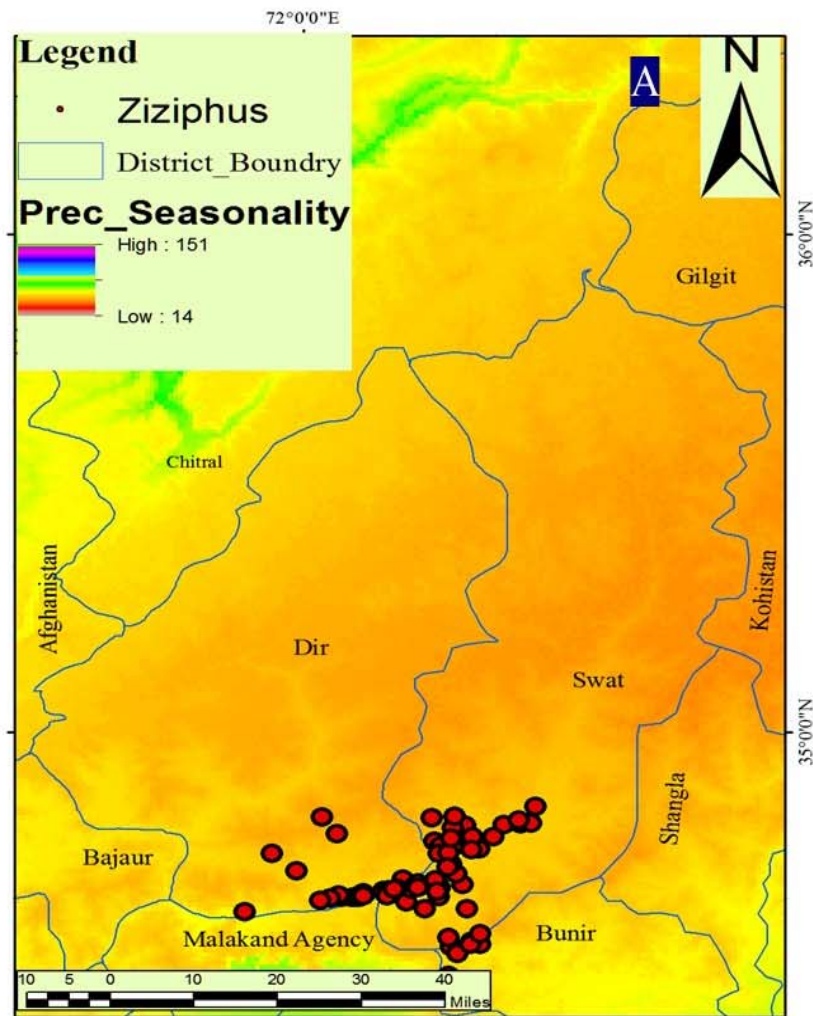 72°0'0"E
Legend
Ziziphus
District_Boundry
Prec_Seasonality
High : 151
Low : 14
A
N
36°0'0"N
Gilgit
Chitral
Afghanistan
Kohistan
Dir
Swat
35°0'0"N
Shangla
Bajaur
Malakand Agency
Bunir
10 5 0 10 20 30 40
Miles